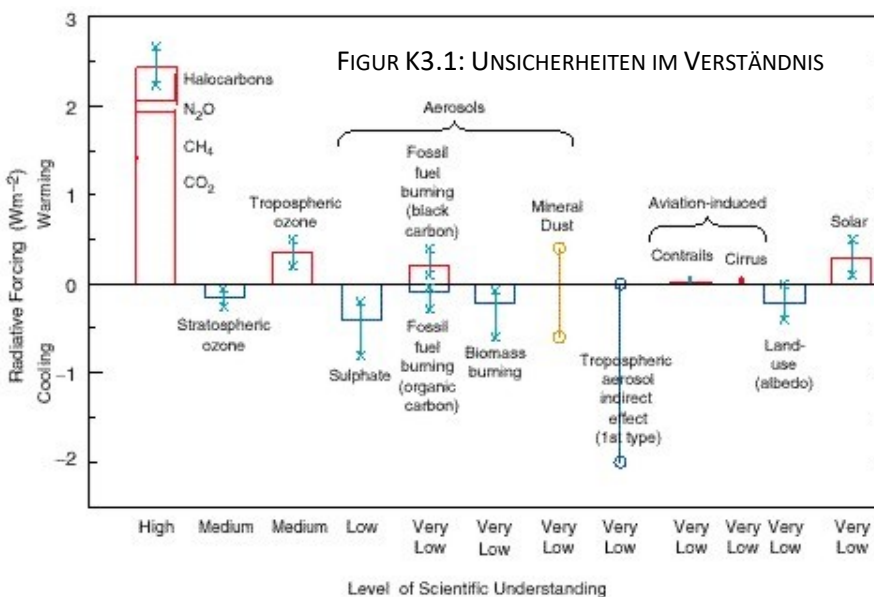 FIGUR K3.1: UNSICHERHEITEN IM VERSTÄNDNIS
Radiative Forcing (Wm−2)
Cooling Warming
3
2
1
0
−1
−2
Halocarbons
N2O
CH4
CO2
Stratospheric
ozone
Tropospheric
ozone
Aerosols
Sulphate
Fossil
fuel
burning
(black
carbon)
Fossil
fuel
burning
(organic
carbon)
Biomass
burning
Mineral
Dust
Tropospheric
aerosol
indirect
effect
(1st type)
Aviation-induced
Contrails Cirrus
Land-
use
(albedo)
Solar
High Medium Medium Low Very Very Very Very Very Very Very Very
Low Low Low Low Low Low Low Low
Level of Scientific Understanding